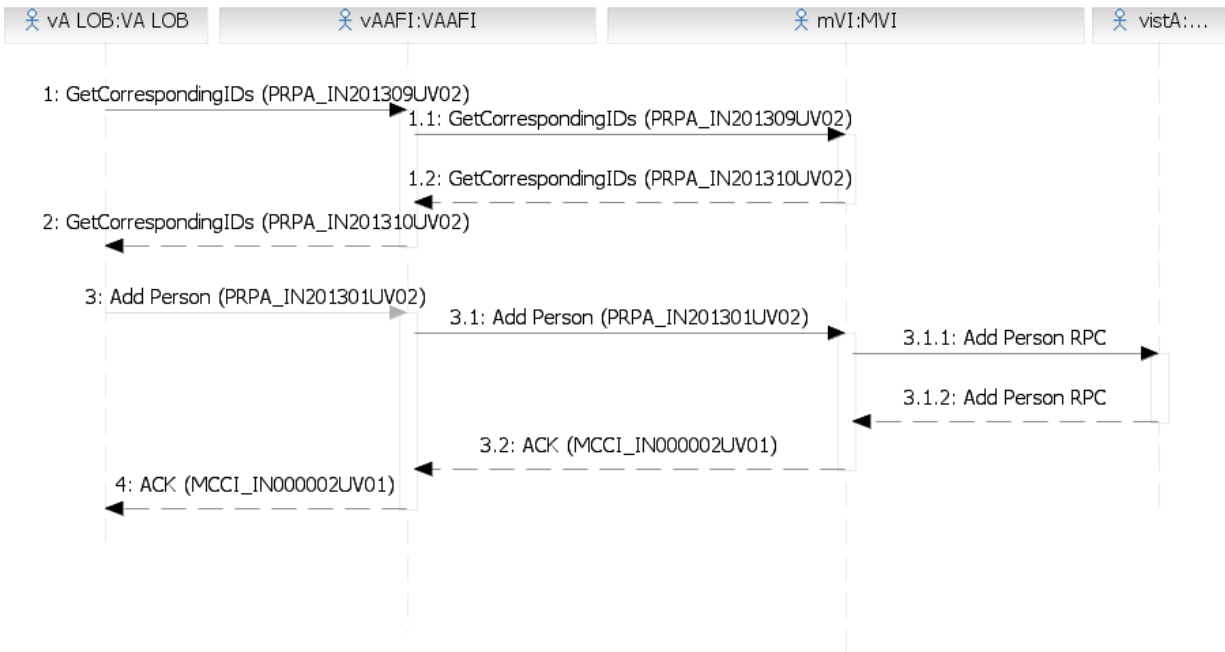 vA LOB:VA LOB
vAAFI:VAAFI
mVI:MVI
vistA:...
1: GetCorrespondingIDs (PRPA_IN201309UV02)
1.1: GetCorrespondingIDs (PRPA_IN201309UV02)
1.2: GetCorrespondingIDs (PRPA_IN201310UV02)
2: GetCorrespondingIDs (PRPA_IN201310UV02)
3: Add Person (PRPA_IN201301UV02)
3.1: Add Person (PRPA_IN201301UV02)
3.1.1: Add Person RPC
3.1.2: Add Person RPC
3.2: ACK (MCCI_IN000002UV01)
4: ACK (MCCI_IN000002UV01)